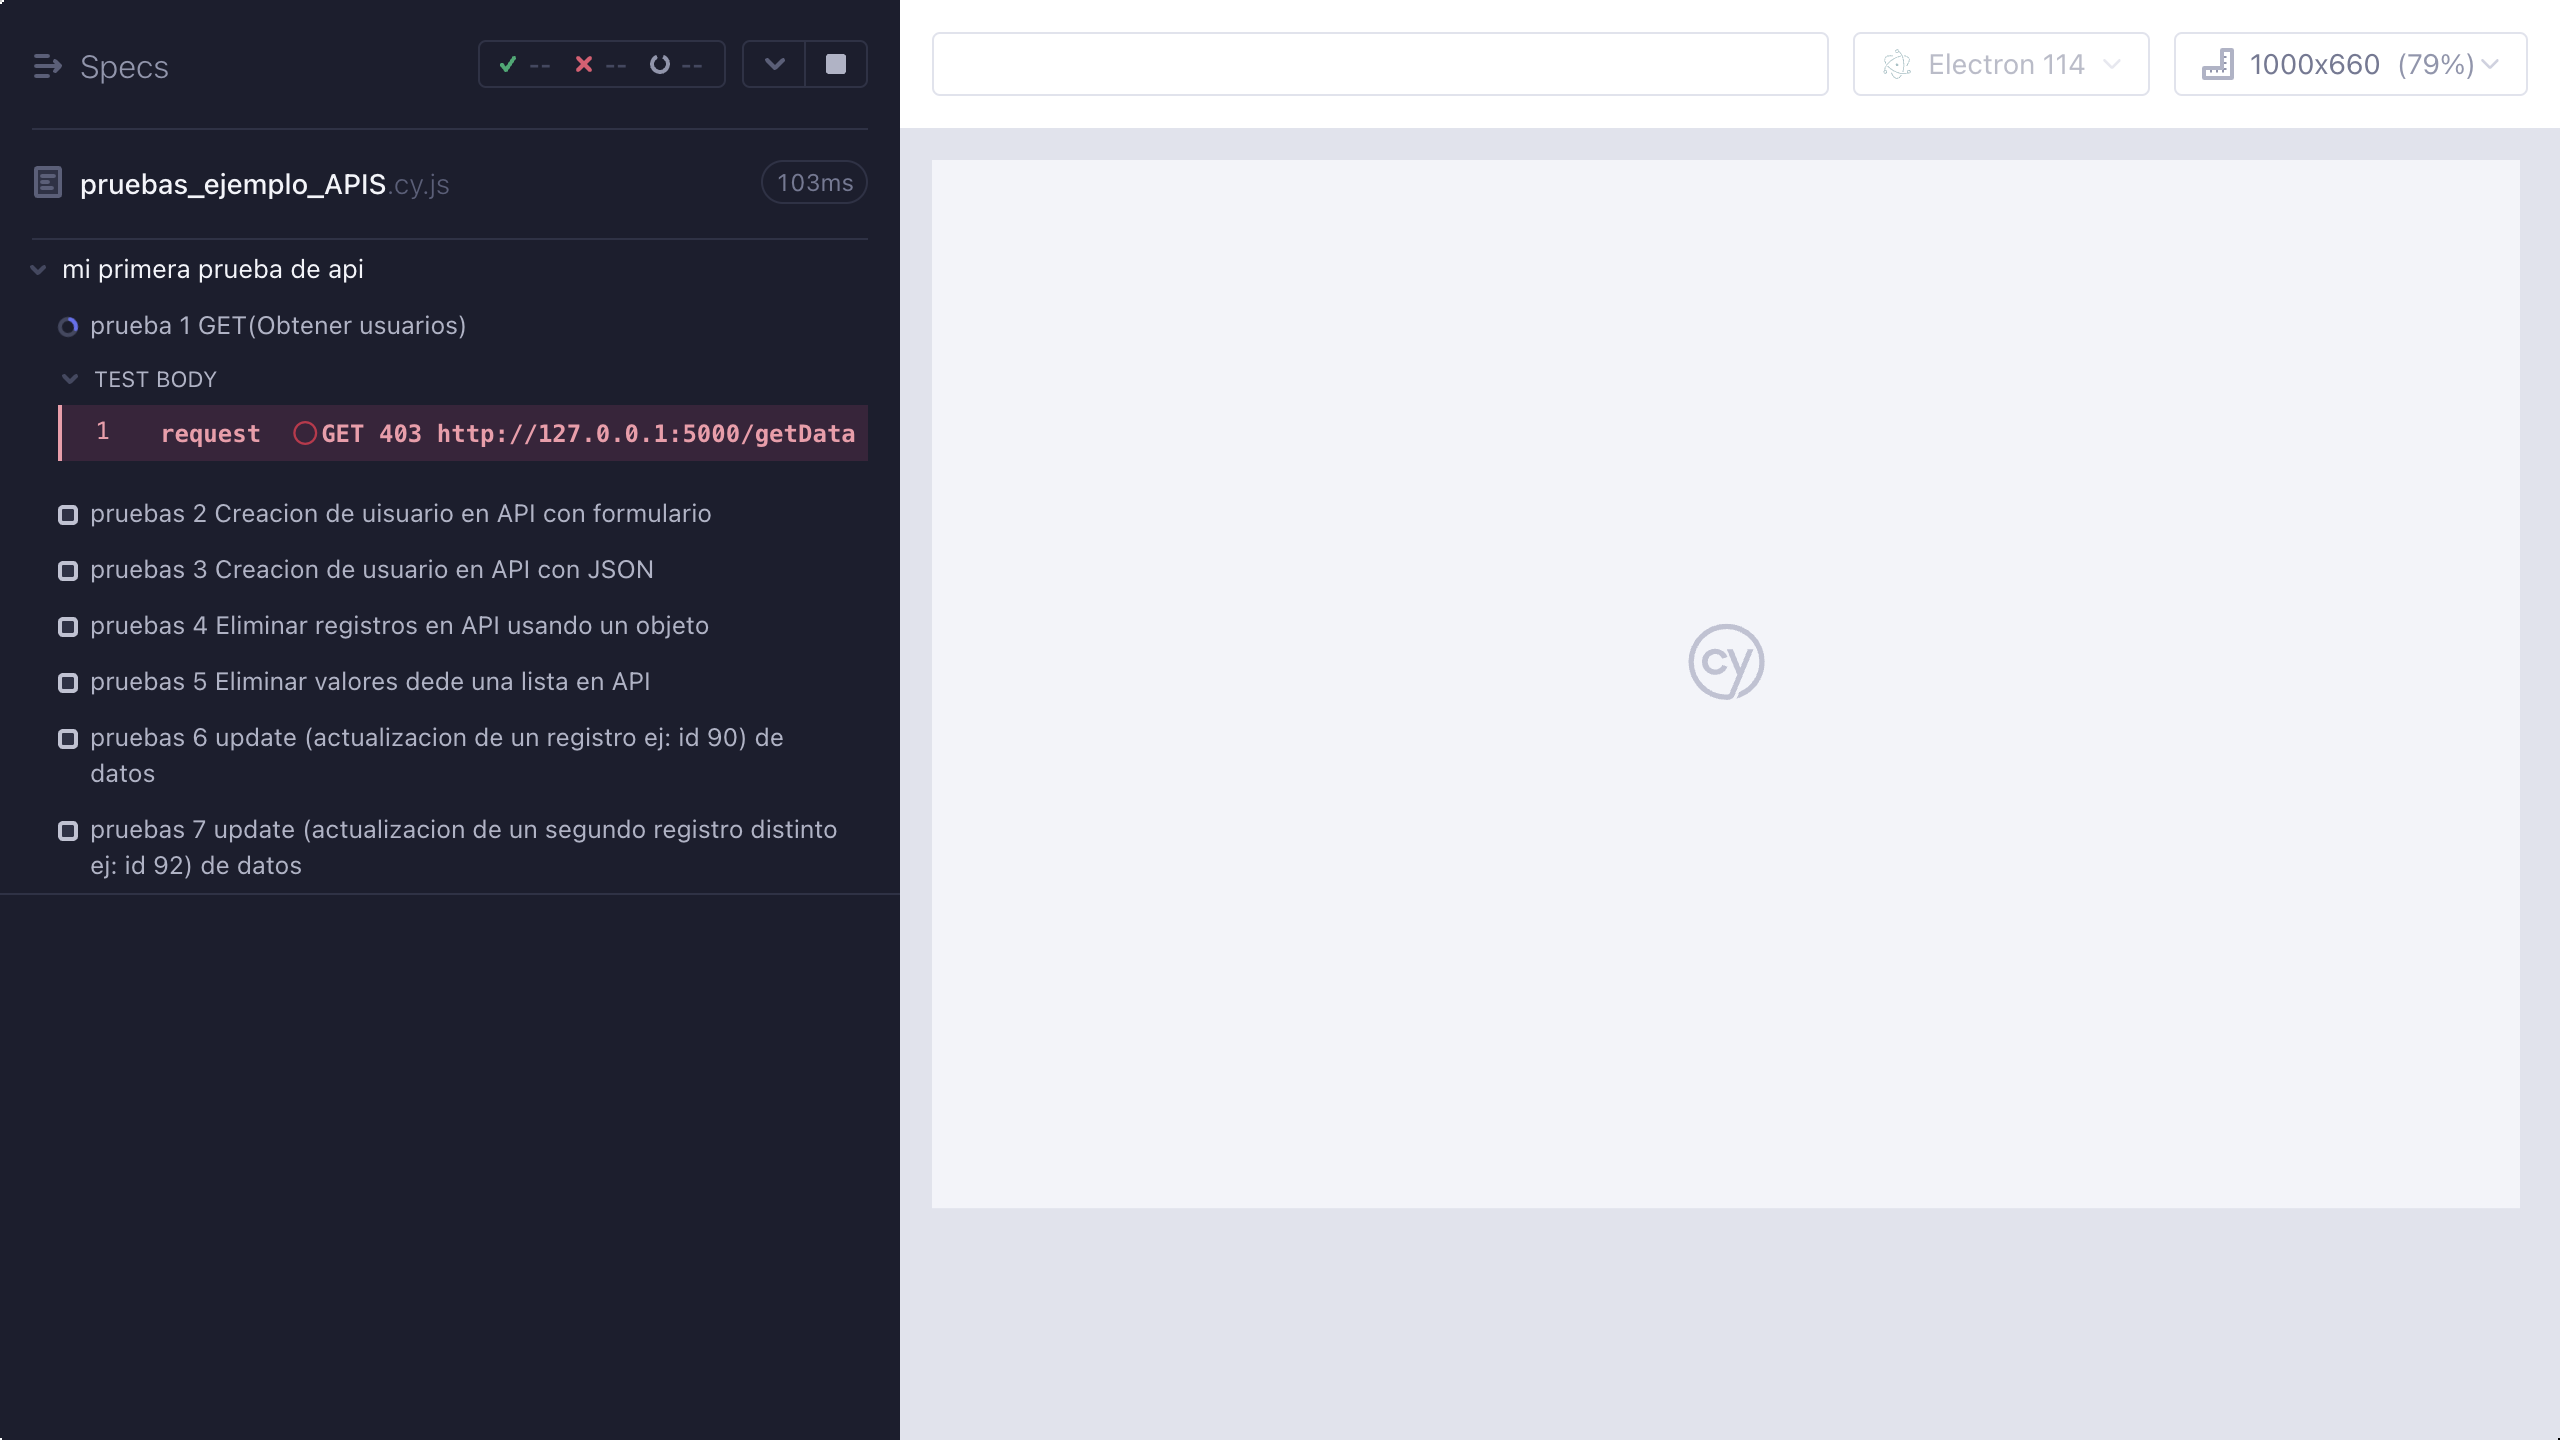 Specs
-- -- --
Electron 114
1000x660 (79%)
pruebas_ejemplo_APIS.cy.js
103ms
mi primera prueba de api
prueba 1 GET(Obtener usuarios)
TEST BODY
1 request GET 403 http://127.0.0.1:5000/getData
pruebas 2 Creacion de uisuario en API con formulario
pruebas 3 Creacion de usuario en API con JSON
pruebas 4 Eliminar registros en API usando un objeto
pruebas 5 Eliminar valores dede una lista en API
pruebas 6 update (actualizacion de un registro ej: id 90) de
datos
pruebas 7 update (actualizacion de un segundo registro distinto
ej: id 92) de datos
cy